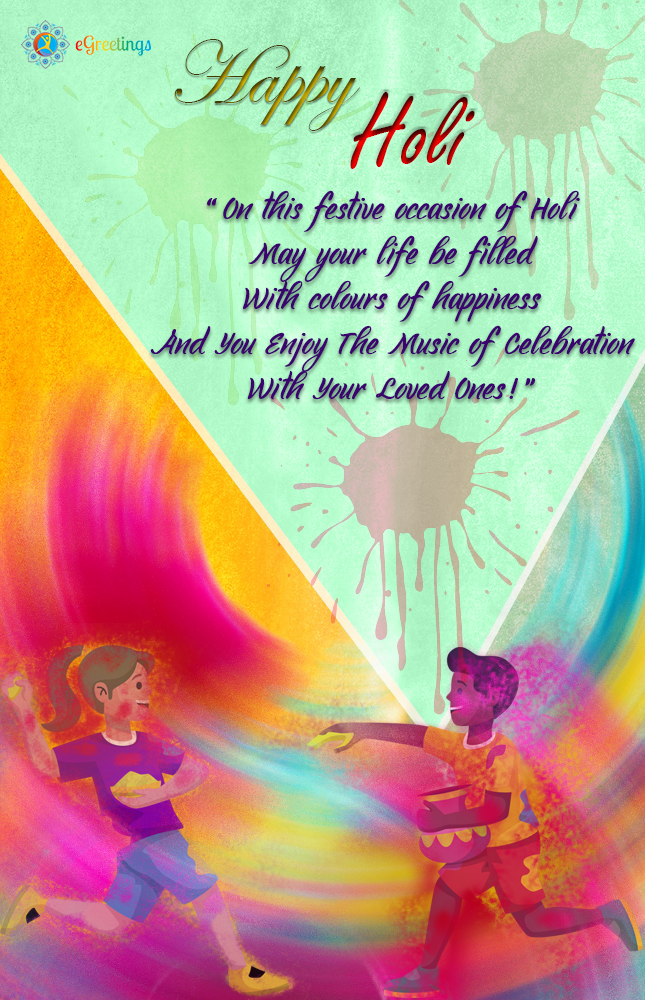 eGreetings
Happy
Holi
“ On this festive occasion of Holi
May your life be filled
With colours of happiness
And You Enjoy The Music of Celebration
With Your Loved Ones! ”